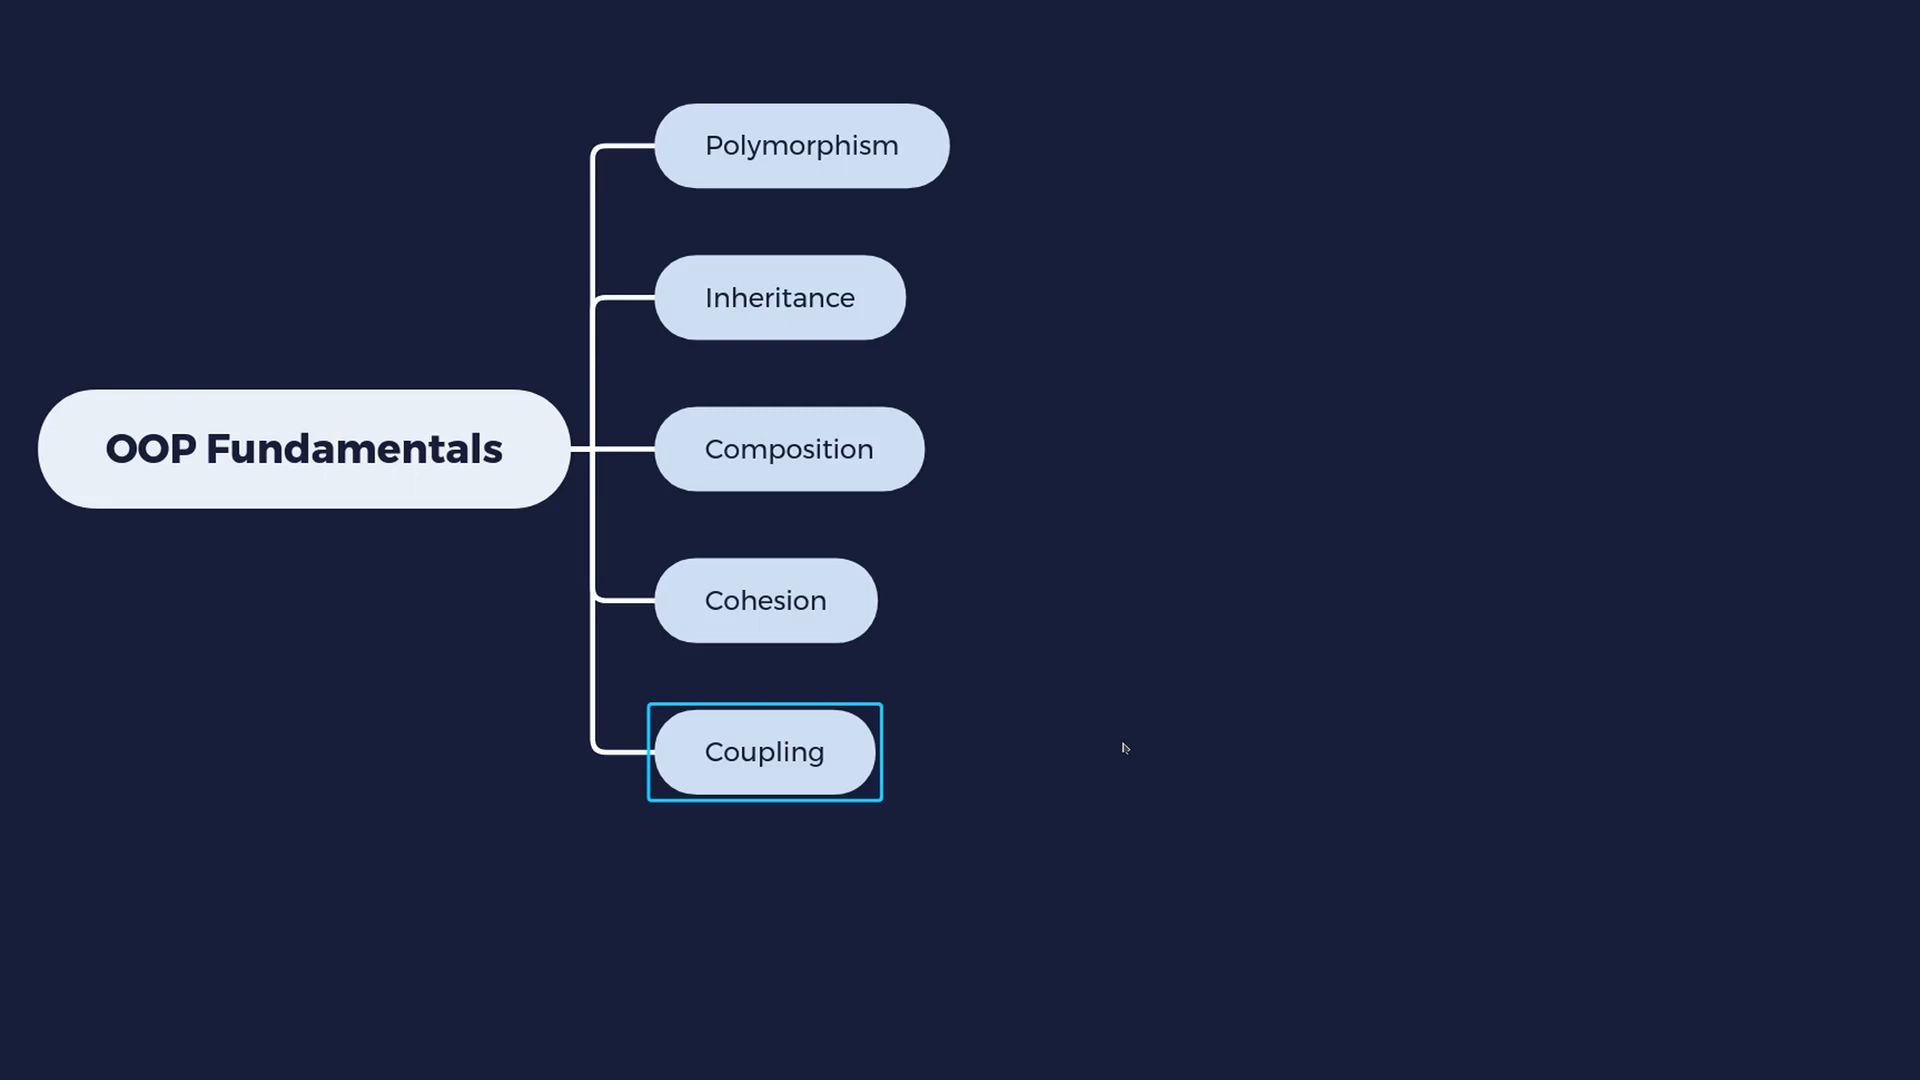 OOP Fundamentals
Polymorphism
Inheritance
Composition
Cohesion
Coupling